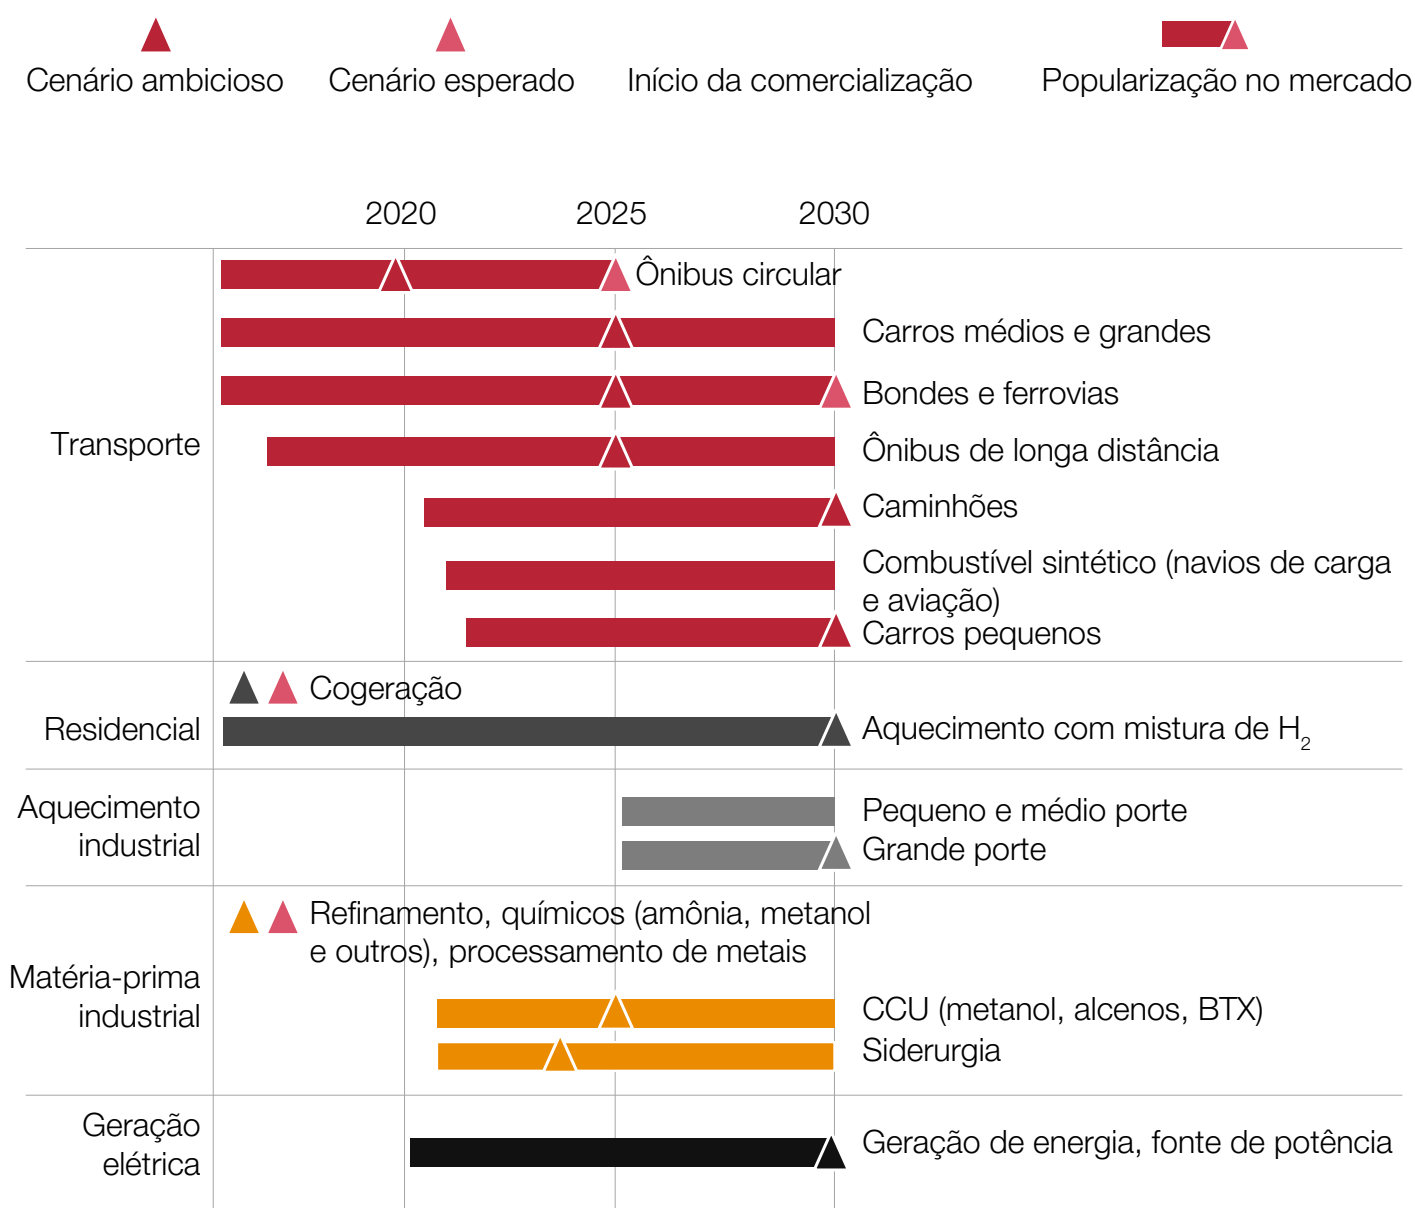 Cenário ambicioso
Cenário esperado
Início da comercialização
Popularização no mercado
2020
2025
2030
Transporte
Ônibus circular
Carros médios e grandes
Bondes e ferrovias
Ônibus de longa distância
Caminhões
Combustível sintético (navios de carga
e aviação)
Carros pequenos
Residencial
Cogeração
Aquecimento com mistura de H₂
Aquecimento
industrial
Pequeno e médio porte
Grande porte
Matéria-prima
industrial
Refinamento, químicos (amônia, metanol
e outros), processamento de metais
CCU (metanol, alcenos, BTX)
Siderurgia
Geração
elétrica
Geração de energia, fonte de potência